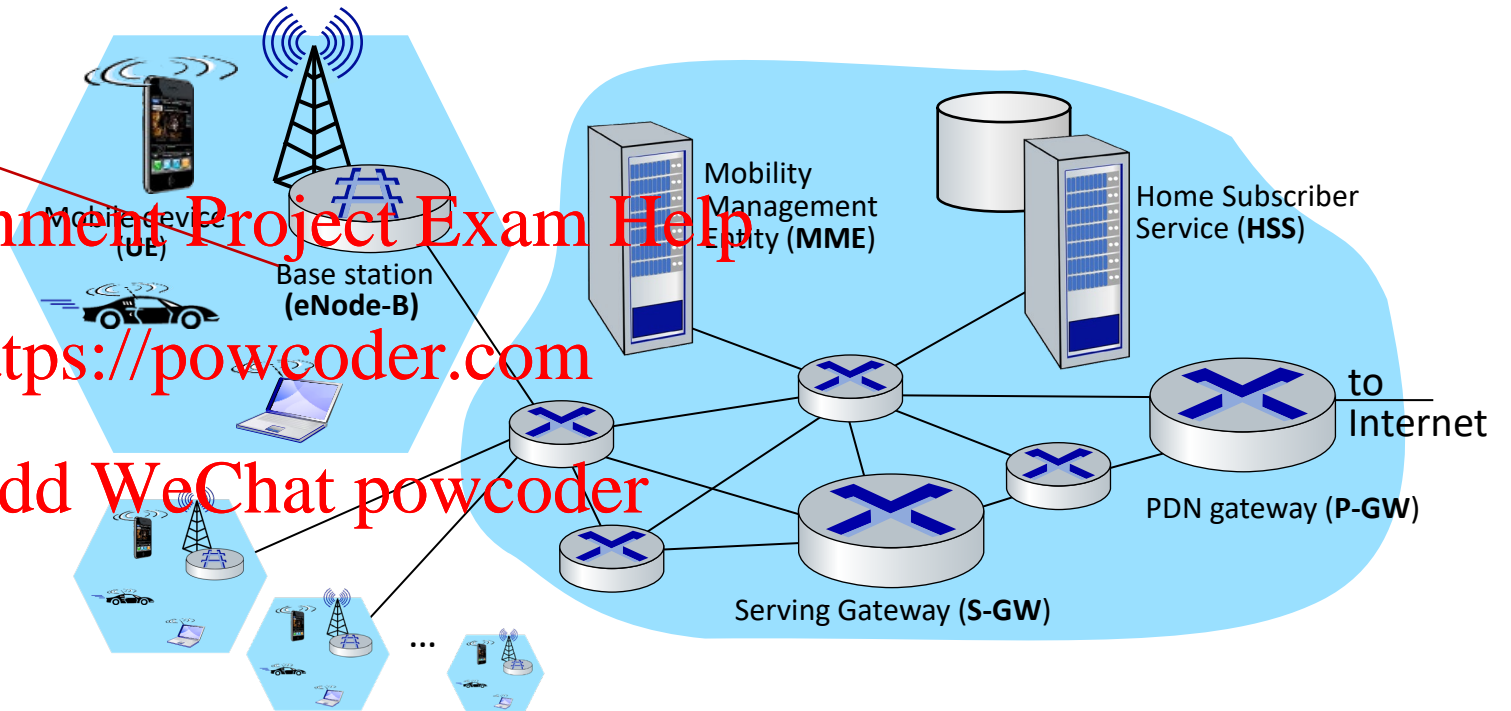 Mobile device
(UE)
Base station
(eNode-B)
Mobility
Management
Entity (MME)
Home Subscriber
Service (HSS)
to
Internet
PDN gateway (P-GW)
Serving Gateway (S-GW)
...
nment Project Exam Help
tps://powcoder.com
dd WeChat powcoder